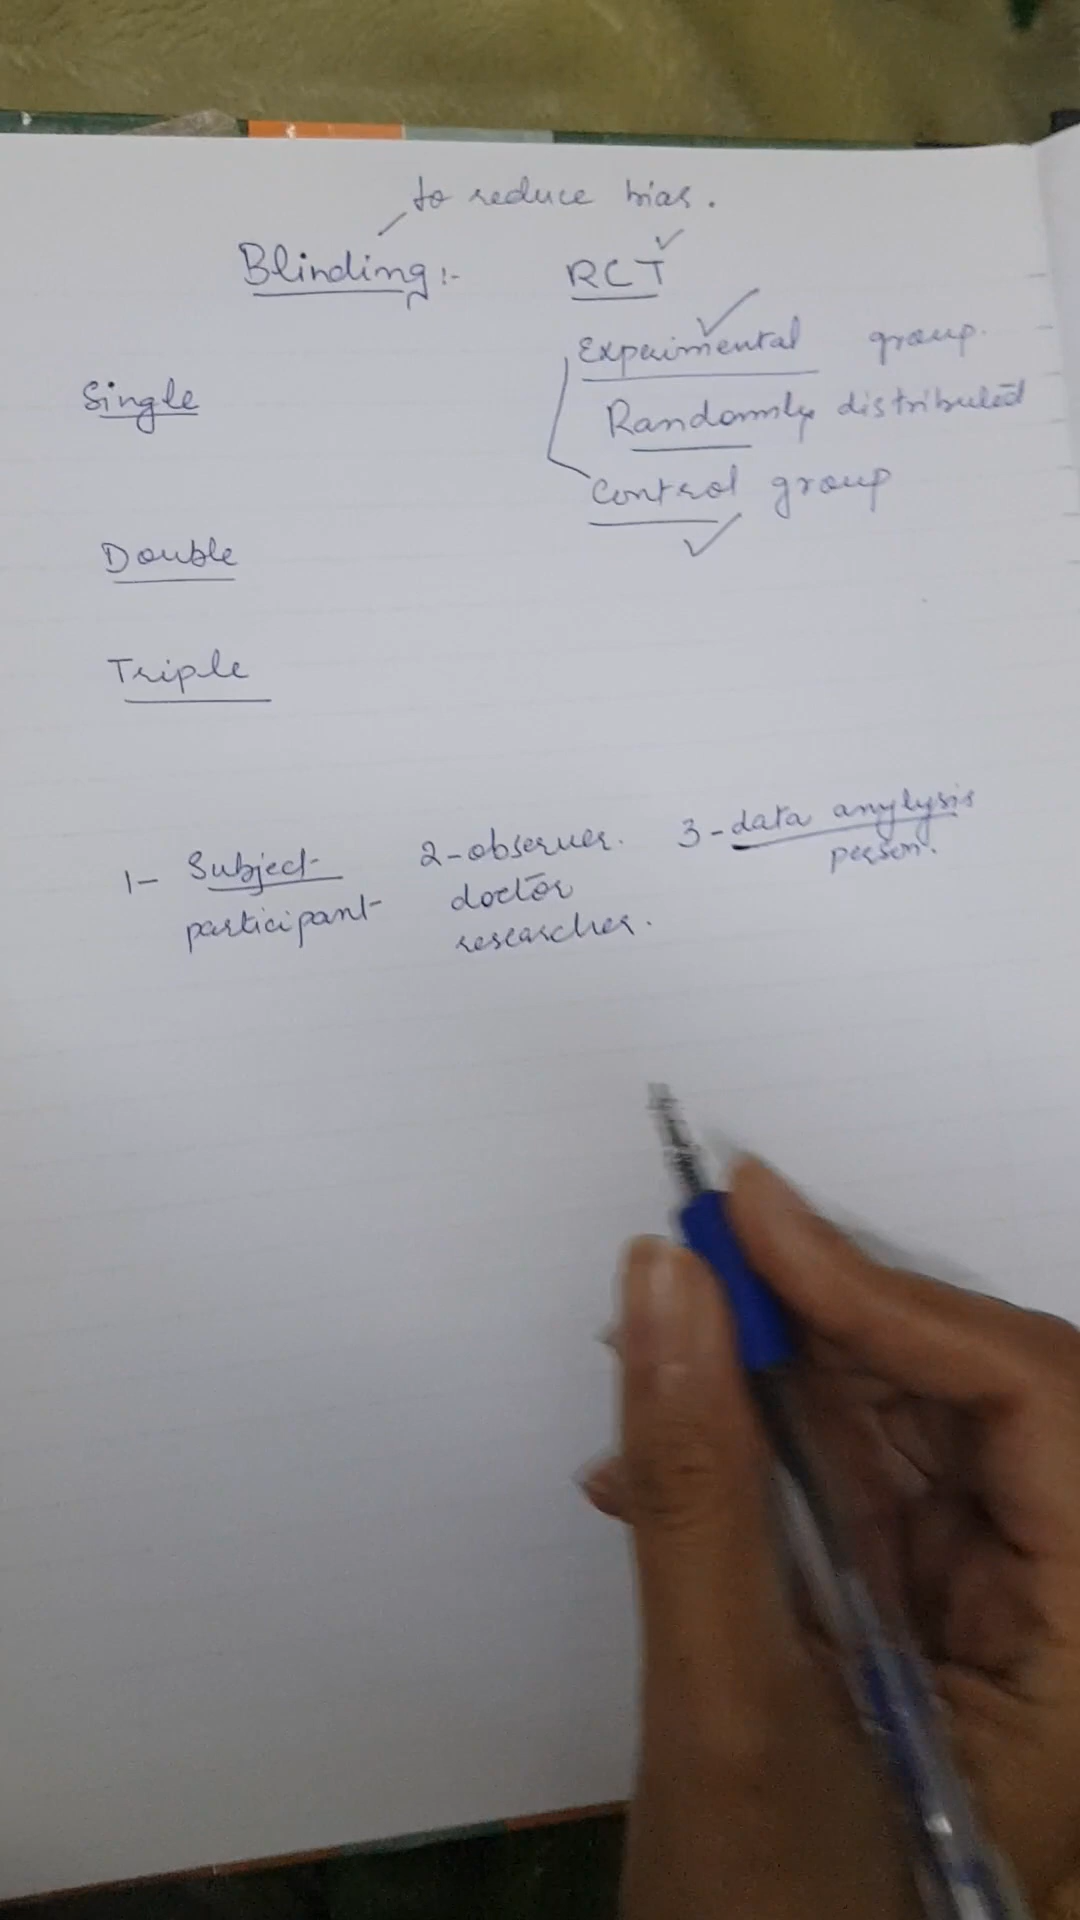 to reduce bias.
Blinding :-
RCT
Experimental group.
Single
Randomly distributed
Control group
Double
Triple
1- Subject
participant
2- observer.
doctor
researcher.
3- data anylysis
person.